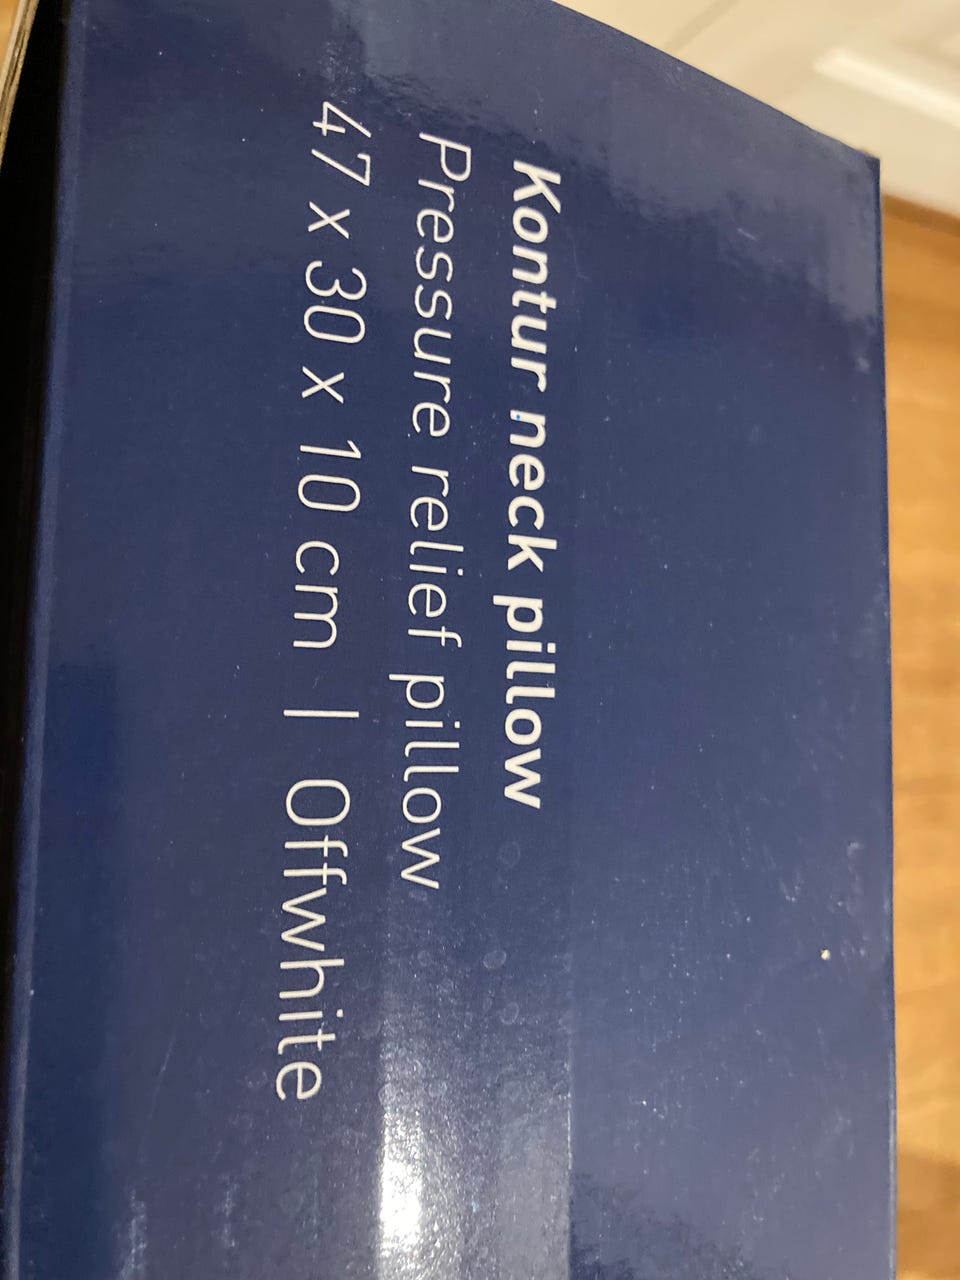 Kontur neck pillow
Pressure relief pillow
47 x 30 x 10 cm | Offwhite